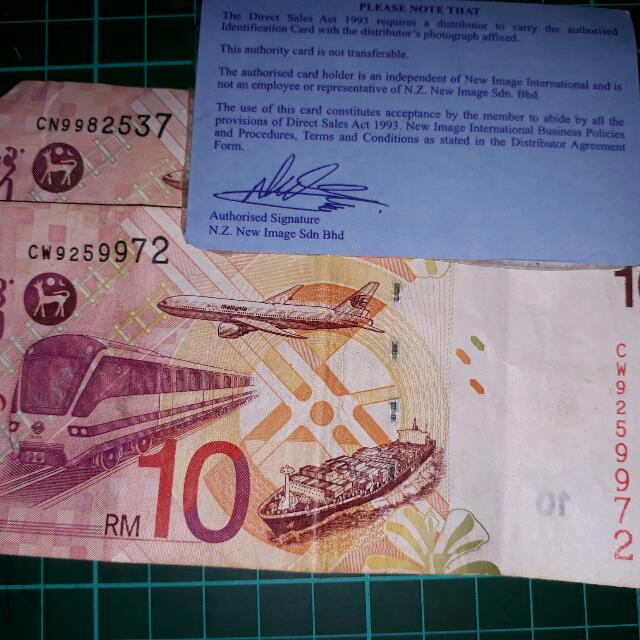 PLEASE NOTE THAT
The Direct Sales Act 1993 requires a distributor to carry the authorised
Identification Card with the distributor's photograph affixed.
This authority card is not transferable.
The authorised card holder is an independent of New Image International and is
not an employee or representative of N.Z. New Image Sdn. Bhd.
The use of this card constitutes acceptance by the member to abide by all the
provisions of Direct Sales Act 1993. New Image International Business Policies
and Procedures, Terms and Conditions as stated in the Distributor Agreement
Form.
Authorised Signature
N.Z. New Image Sdn Bhd
CN9982537
CW9259972
malaysia
RM10
10
CW9259972